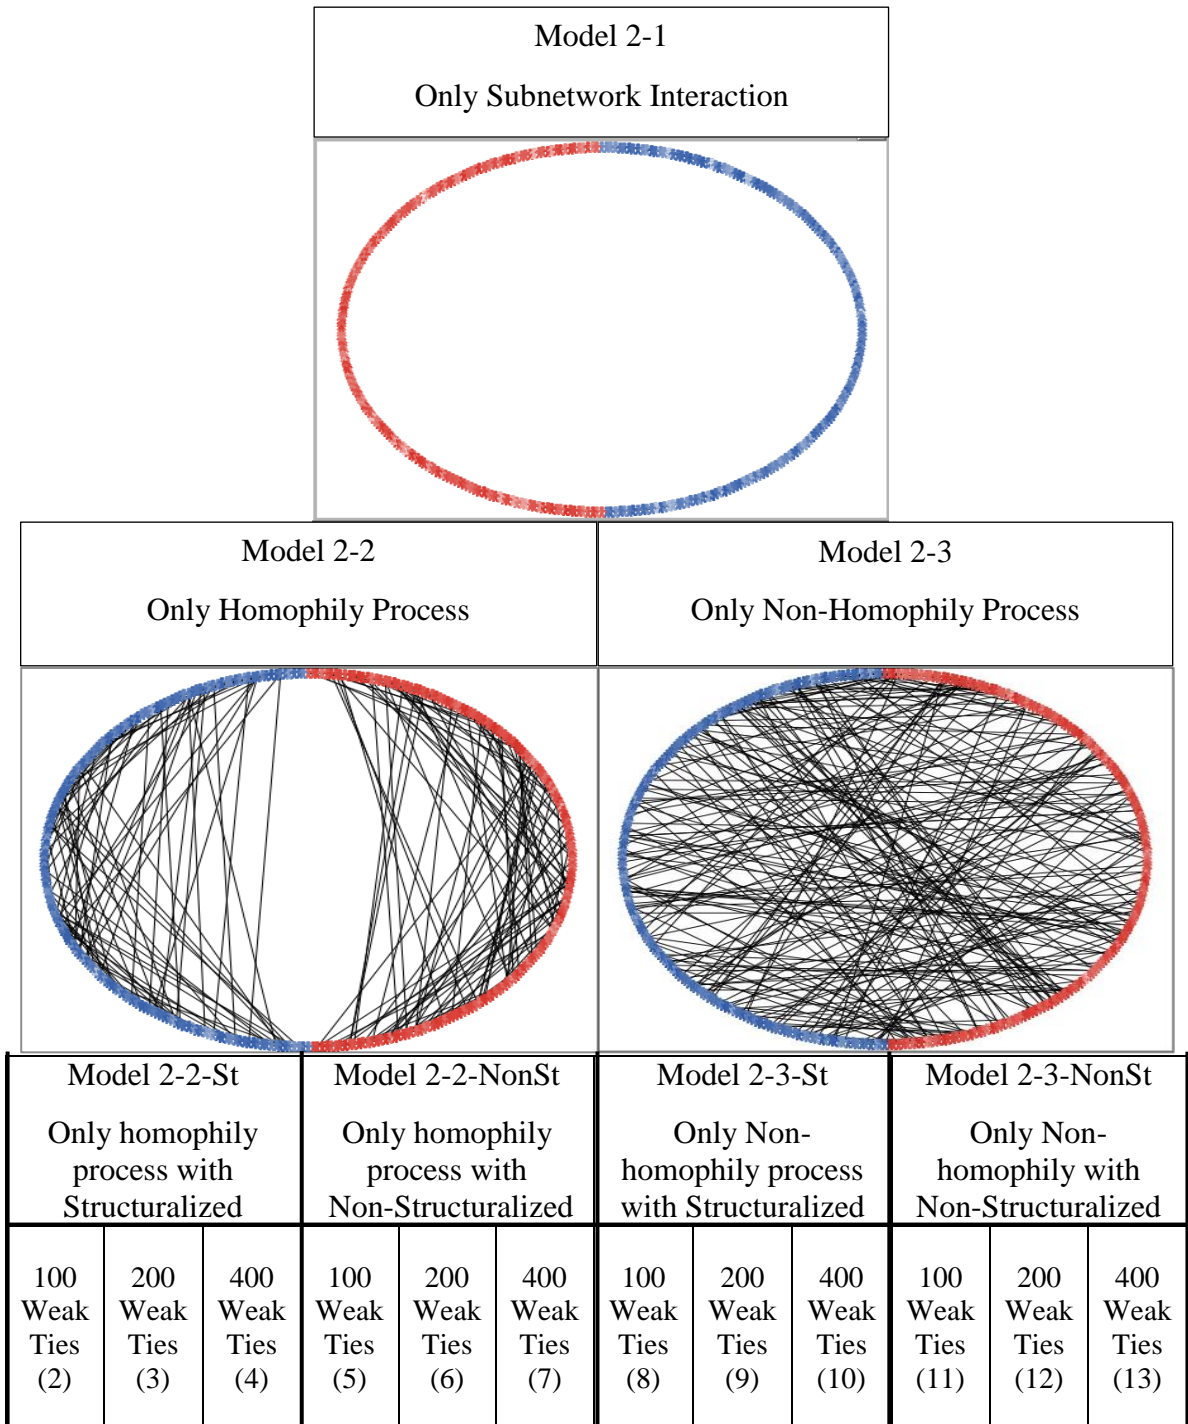 Model 2-1
Only Subnetwork Interaction
Model 2-2
Only Homophily Process
Model 2-3
Only Non-Homophily Process
Model 2-2-St
Only homophily
process with
Structuralized
Model 2-2-NonSt
Only homophily
process with
Non-Structuralized
Model 2-3-St
Only Non-
homophily process
with Structuralized
Model 2-3-NonSt
Only Non-
homophily with
Non-Structuralized
100
Weak
Ties
(2)
200
Weak
Ties
(3)
400
Weak
Ties
(4)
100
Weak
Ties
(5)
200
Weak
Ties
(6)
400
Weak
Ties
(7)
100
Weak
Ties
(8)
200
Weak
Ties
(9)
400
Weak
Ties
(10)
100
Weak
Ties
(11)
200
Weak
Ties
(12)
400
Weak
Ties
(13)